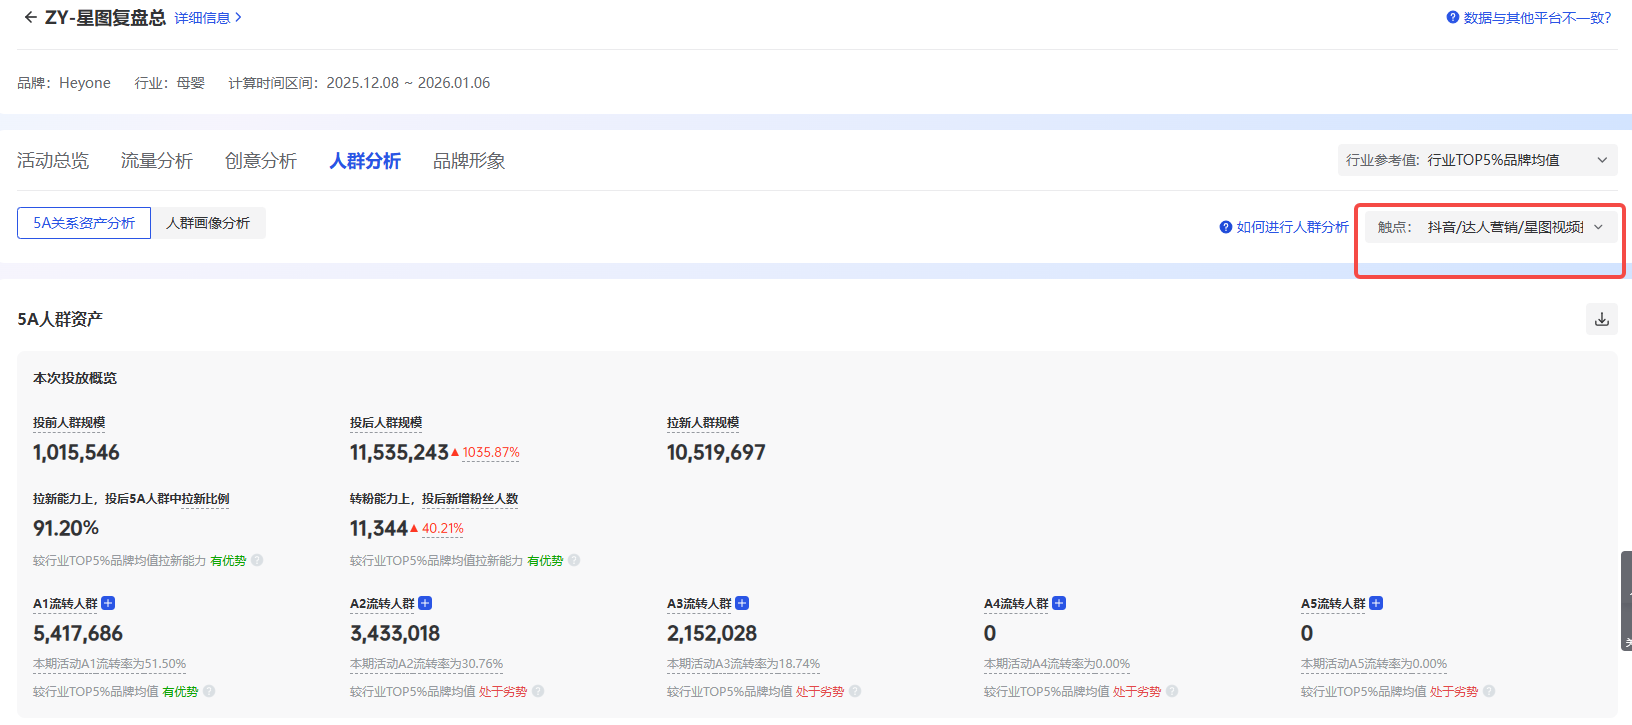 ZY-星图复盘总 详细信息
数据与其他平台不一致?
品牌：Heyone 行业：母婴 计算时间区间：2025.12.08 ~ 2026.01.06
活动总览 流量分析 创意分析 人群分析 品牌形象
行业参考值: 行业TOP5%品牌均值
5A关系资产分析 人群画像分析
如何进行人群分析 触点： 抖音/达人营销/星图视频
5A人群资产
本次投放概览
投前人群规模 投后人群规模 拉新人群规模
1,015,546 11,535,243 1035.87% 10,519,697
拉新能力上，投后5A人群中拉新比例 转粉能力上，投后新增粉丝人数
91.20% 11,344 40.21%
较行业TOP5%品牌均值拉新能力 有优势 较行业TOP5%品牌均值拉新能力 有优势
A1流转人群 A2流转人群 A3流转人群 A4流转人群 A5流转人群
5,417,686 3,433,018 2,152,028 0 0
本期活动A1流转率为51.50% 本期活动A2流转率为30.76% 本期活动A3流转率为18.74% 本期活动A4流转率为0.00% 本期活动A5流转率为0.00%
较行业TOP5%品牌均值 有优势 较行业TOP5%品牌均值 处于劣势 较行业TOP5%品牌均值 处于劣势 较行业TOP5%品牌均值 处于劣势 较行业TOP5%品牌均值 处于劣势